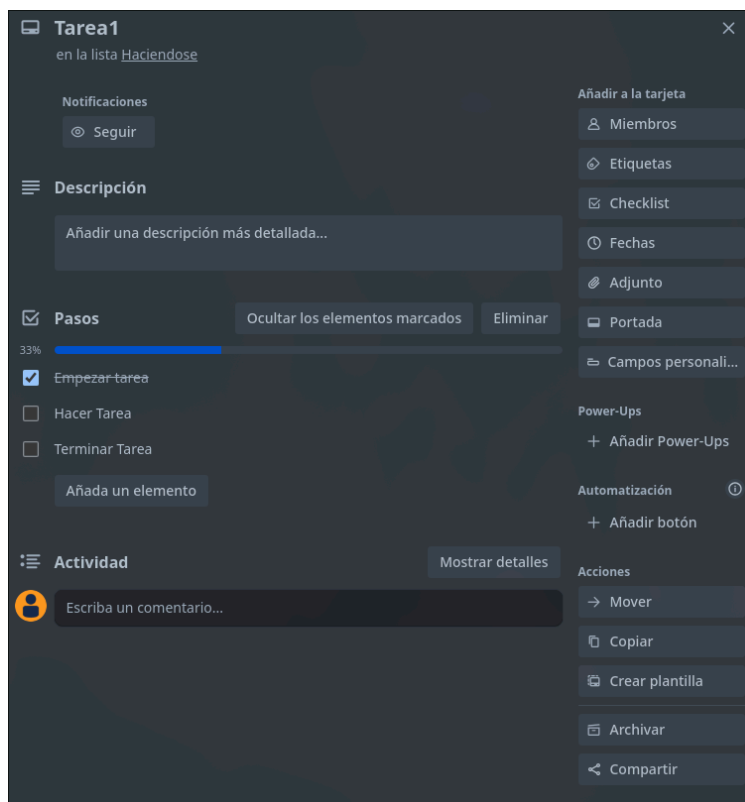 Tarea1
en la lista Haciendose
Notificaciones
Seguir
Descripción
Añadir una descripción más detallada...
Pasos
Ocultar los elementos marcados
Eliminar
33%
Empezar tarea
Hacer Tarea
Terminar Tarea
Añada un elemento
Actividad
Mostrar detalles
Escriba un comentario...
Añadir a la tarjeta
Miembros
Etiquetas
Checklist
Fechas
Adjunto
Portada
Campos personali...
Power-Ups
+ Añadir Power-Ups
Automatización
+ Añadir botón
Acciones
Mover
Copiar
Crear plantilla
Archivar
Compartir